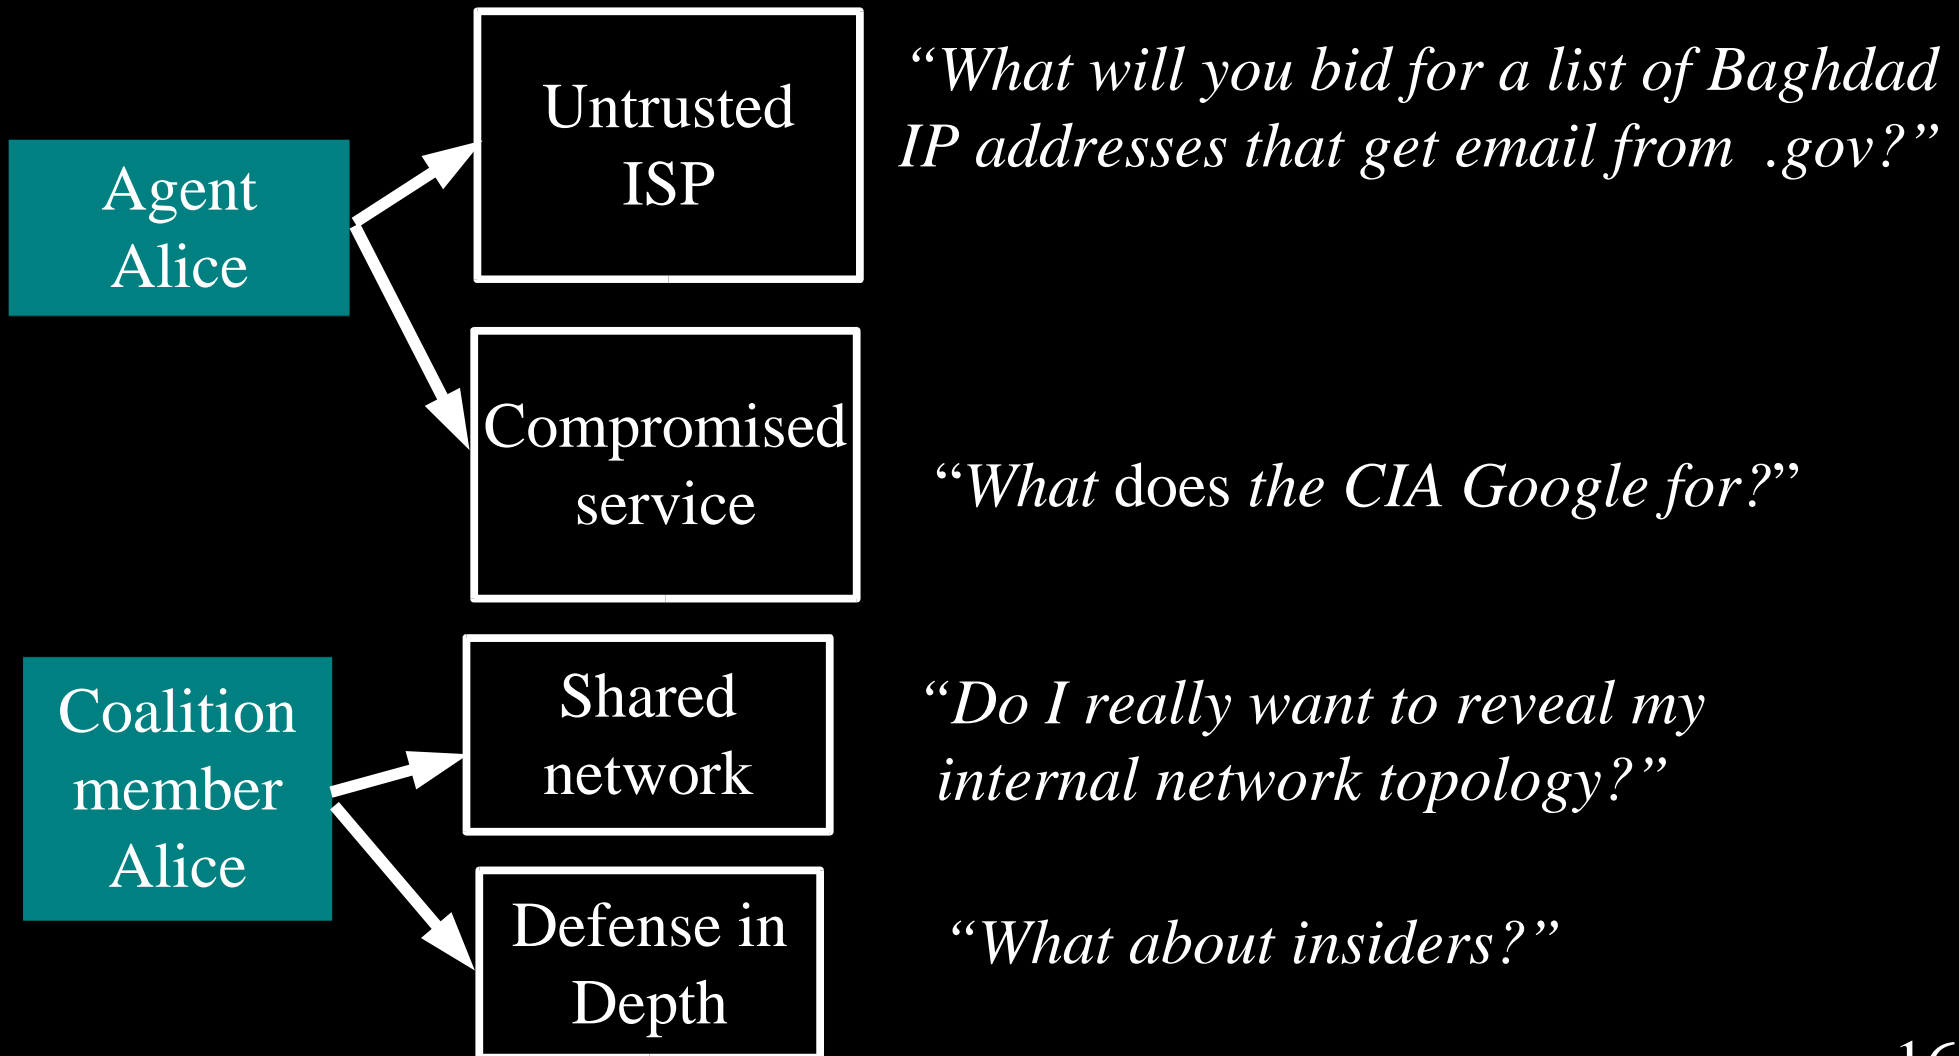 Agent
Alice
Untrusted
ISP
“What will you bid for a list of Baghdad
IP addresses that get email from .gov?”
Compromised
service
“What does the CIA Google for?”
Coalition
member
Alice
Shared
network
“Do I really want to reveal my
internal network topology?”
Defense in
Depth
“What about insiders?”
16